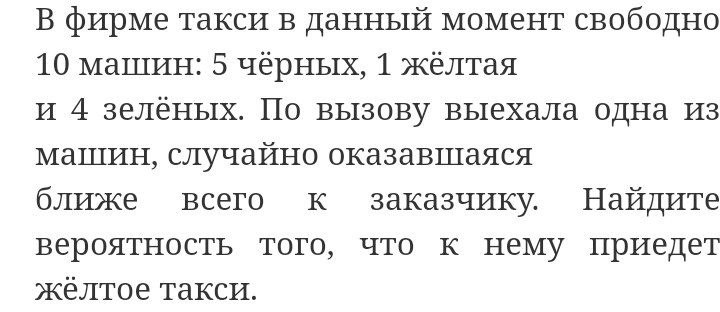 В фирме такси в данный момент свободно
10 машин: 5 чёрных, 1 жёлтая
и 4 зелёных. По вызову выехала одна из
машин, случайно оказавшаяся
ближе всего к заказчику. Найдите
вероятность того, что к нему приедет
жёлтое такси.